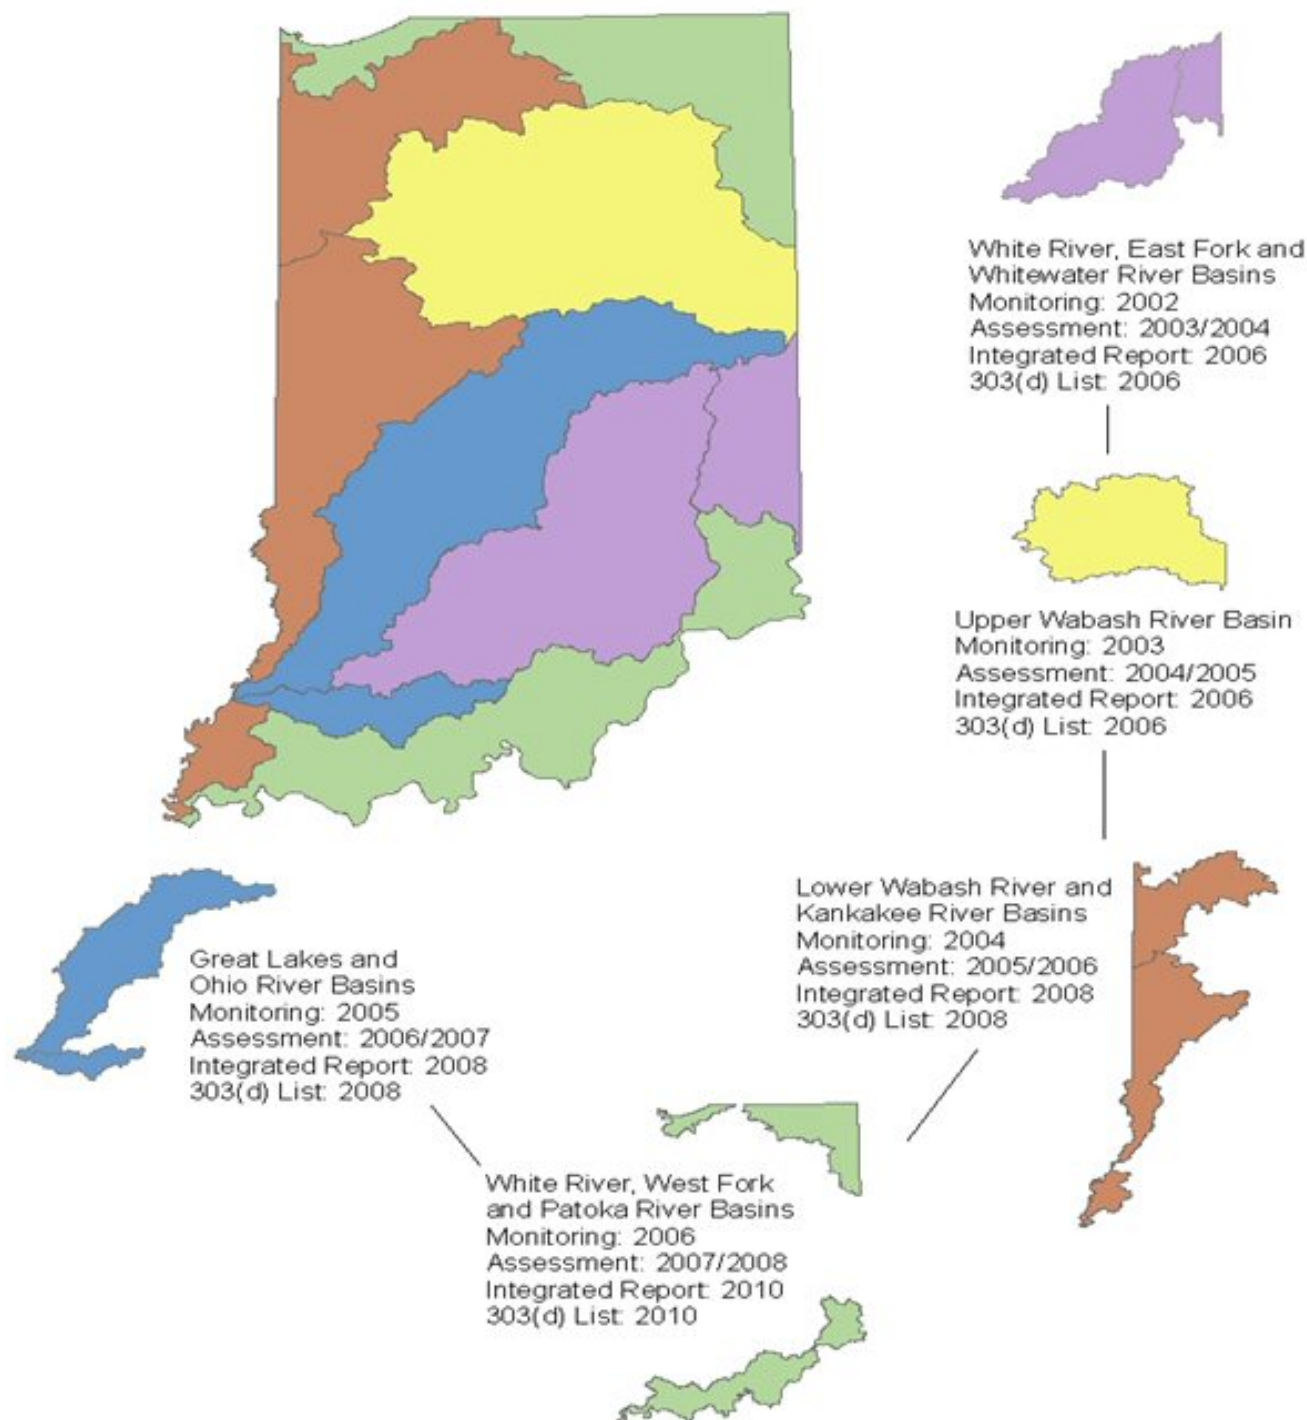 White River, East Fork and
Whitewater River Basins
Monitoring: 2002
Assessment: 2003/2004
Integrated Report: 2006
303(d) List: 2006
Upper Wabash River Basin
Monitoring: 2003
Assessment: 2004/2005
Integrated Report: 2006
303(d) List: 2006
Lower Wabash River and
Kankakee River Basins
Monitoring: 2004
Assessment: 2005/2006
Integrated Report: 2008
303(d) List: 2008
Great Lakes and
Ohio River Basins
Monitoring: 2005
Assessment: 2006/2007
Integrated Report: 2008
303(d) List: 2008
White River, West Fork
and Patoka River Basins
Monitoring: 2006
Assessment: 2007/2008
Integrated Report: 2010
303(d) List: 2010